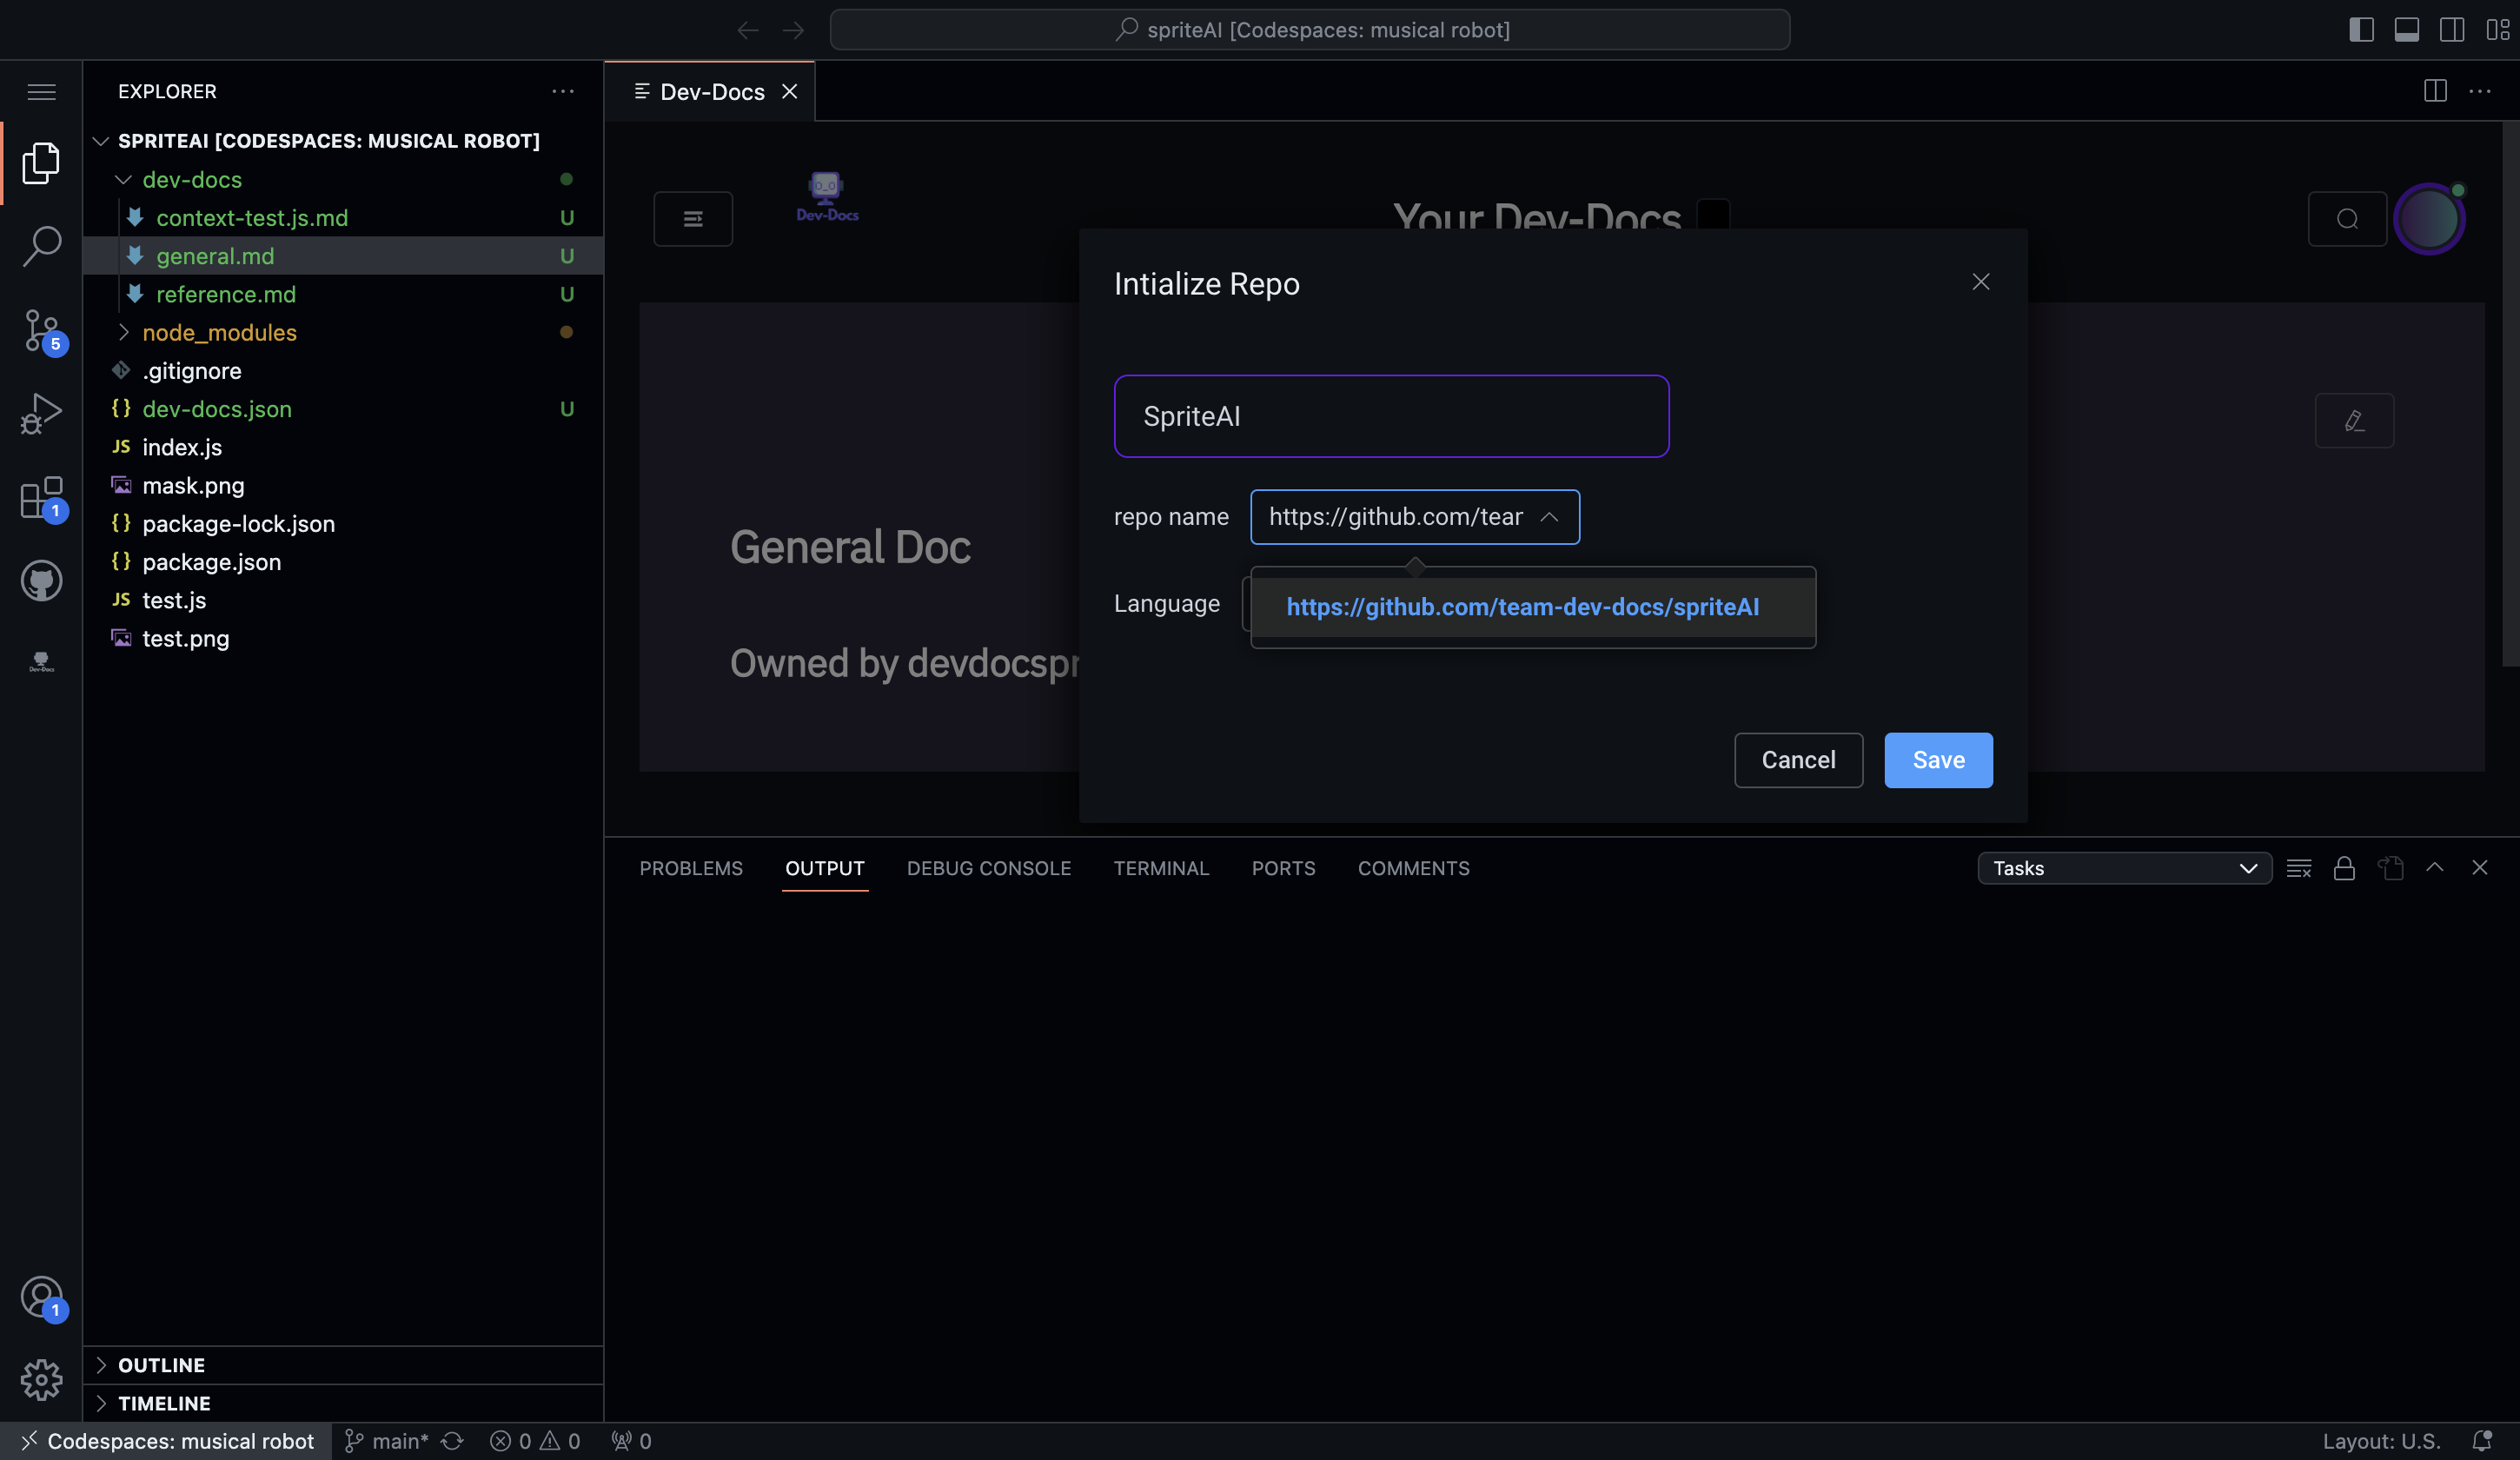 spriteAI [Codespaces: musical robot]
EXPLORER
SPRITEAI [CODESPACES: MUSICAL ROBOT]
dev-docs
context-test.js.md U
general.md U
reference.md U
node_modules
.gitignore
{} dev-docs.json U
JS index.js
mask.png
{} package-lock.json
{} package.json
JS test.js
test.png
5
1
Dev-Docs
1
OUTLINE
TIMELINE
Dev-Docs
Dev-Docs
Your Dev-Docs
General Doc
Owned by devdocspr
Intialize Repo
SpriteAI
repo name https://github.com/tear
Language
https://github.com/team-dev-docs/spriteAI
Cancel Save
PROBLEMS OUTPUT DEBUG CONSOLE TERMINAL PORTS COMMENTS
Tasks
Codespaces: musical robot main* 0 0 0
Layout: U.S.